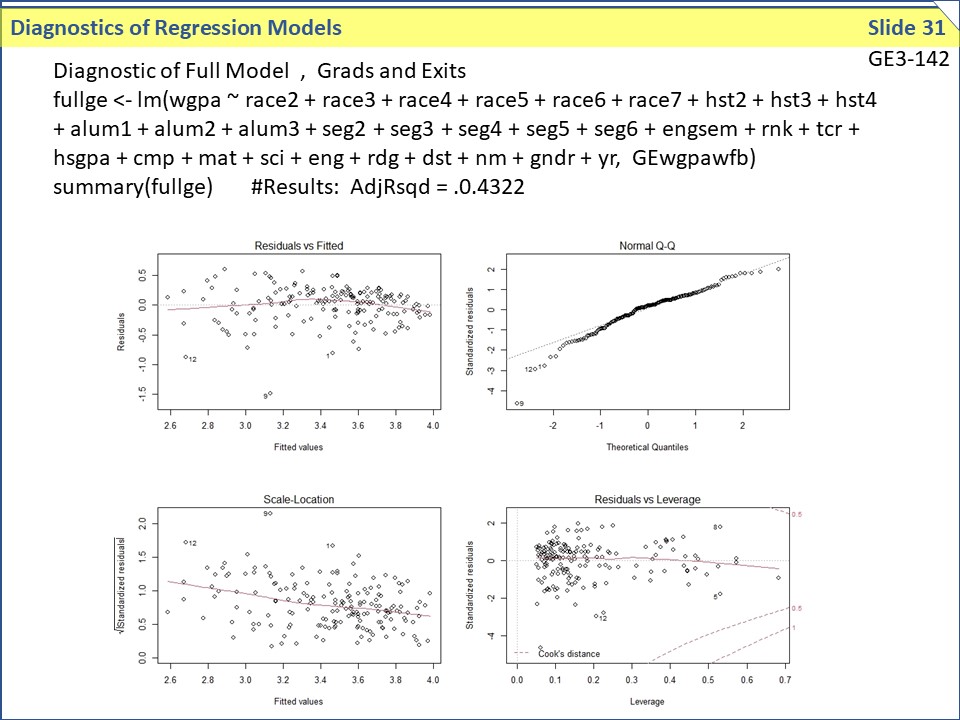 Diagnostics of Regression Models Slide 31
GE3-142
Diagnostic of Full Model , Grads and Exits
fullge <- lm(wgpa ~ race2 + race3 + race4 + race5 + race6 + race7 + hst2 + hst3 + hst4
+ alum1 + alum2 + alum3 + seg2 + seg3 + seg4 + seg5 + seg6 + engsem + rnk + tcr +
hsgpa + cmp + mat + sci + eng + rdg + dst + nm + gndr + yr, GEwgpawfb)
summary(fullge) #Results: AdjRsqd = .0.4322
Residuals vs Fitted
Residuals
0.5
0.0
-0.5
-1.0
-1.5
12
1
9
2.6 2.8 3.0 3.2 3.4 3.6 3.8 4.0
Fitted values
Normal Q-Q
Standardized residuals
2
1
0
-1
-2
-3
-4
12 1
9
-2 -1 0 1 2
Theoretical Quantiles
Scale-Location
√|Standardized residuals|
2.0
1.5
1.0
0.5
0.0
9
12
1
2.6 2.8 3.0 3.2 3.4 3.6 3.8 4.0
Fitted values
Residuals vs Leverage
Standardized residuals
2
0
-2
-4
0.5
0.5
1
12
Cook's distance
0.0 0.1 0.2 0.3 0.4 0.5 0.6 0.7
Leverage